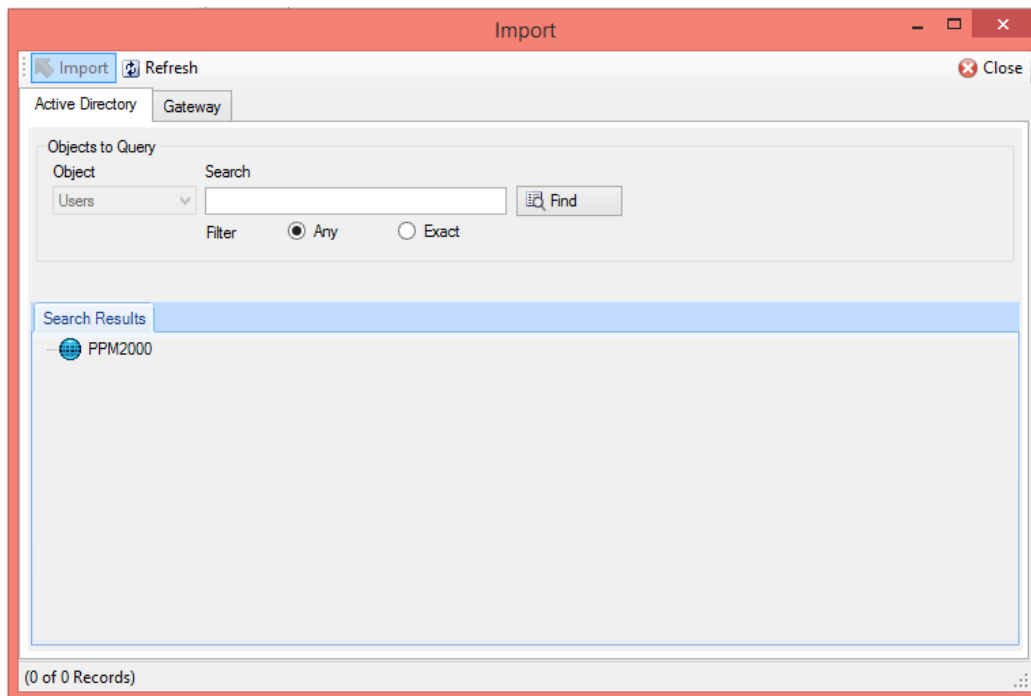 Import
Import Refresh Close
Active Directory Gateway
Objects to Query
Object Search
Users Find
Filter Any Exact
Search Results
PPM2000
(0 of 0 Records)